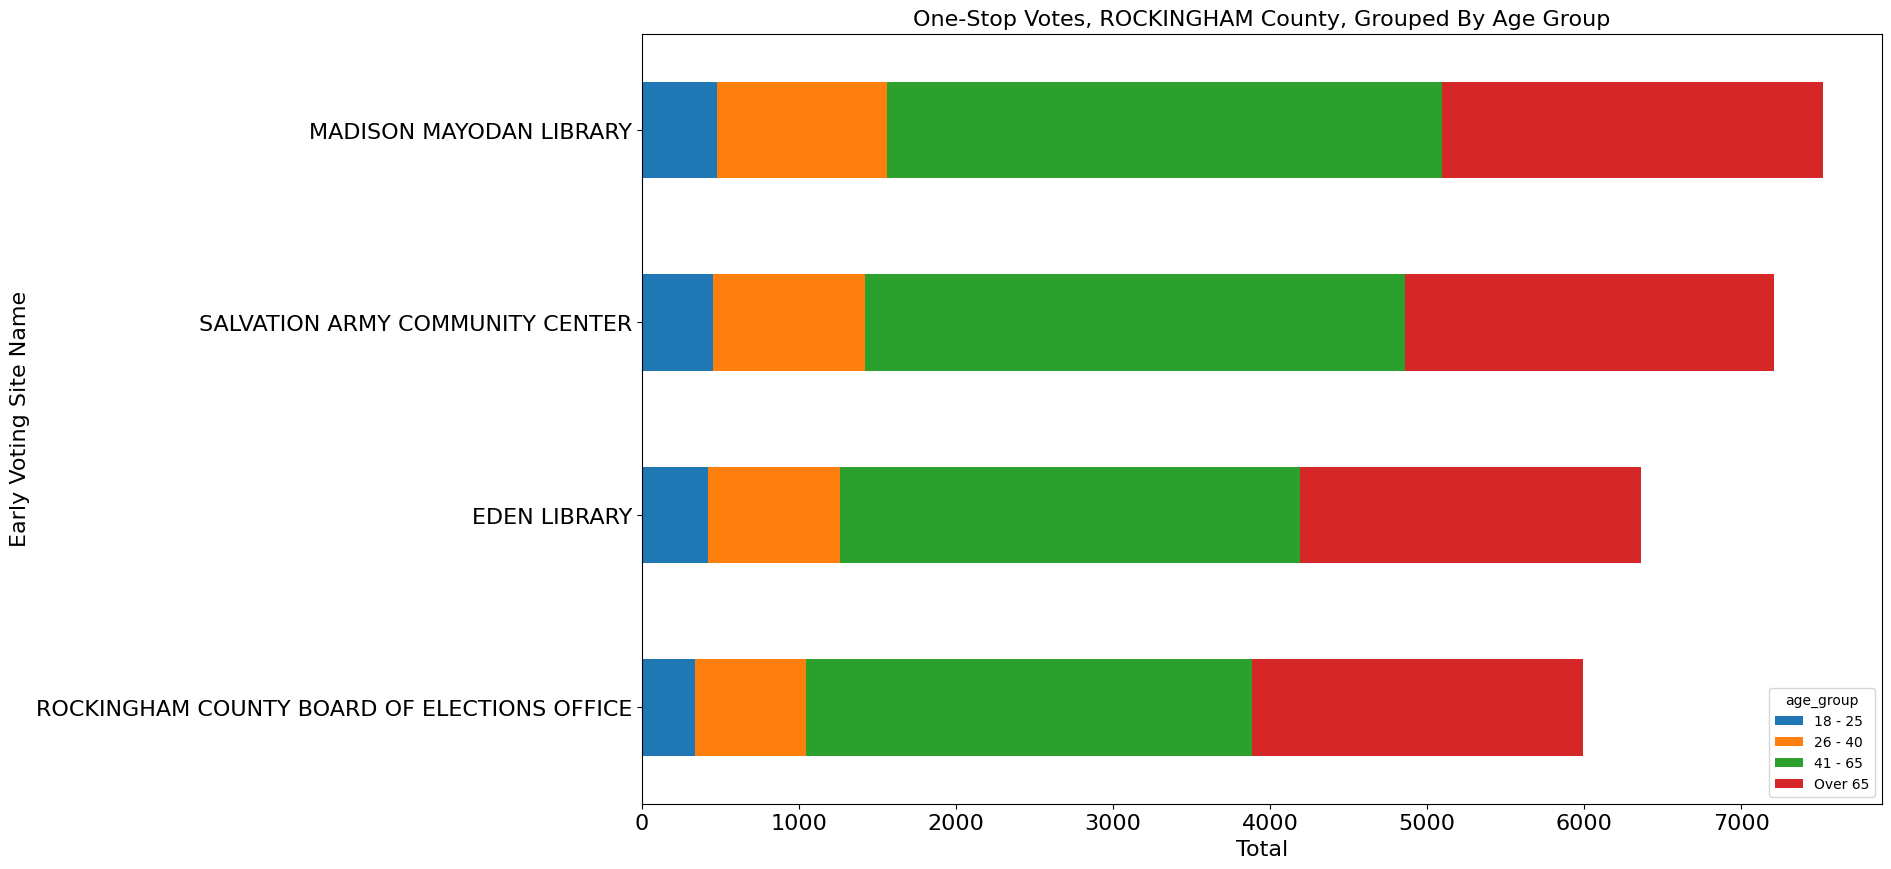 One-Stop Votes, ROCKINGHAM County, Grouped By Age Group
Early Voting Site Name
MADISON MAYODAN LIBRARY
SALVATION ARMY COMMUNITY CENTER
EDEN LIBRARY
ROCKINGHAM COUNTY BOARD OF ELECTIONS OFFICE
age_group
18 - 25
26 - 40
41 - 65
Over 65
0 1000 2000 3000 4000 5000 6000 7000
Total